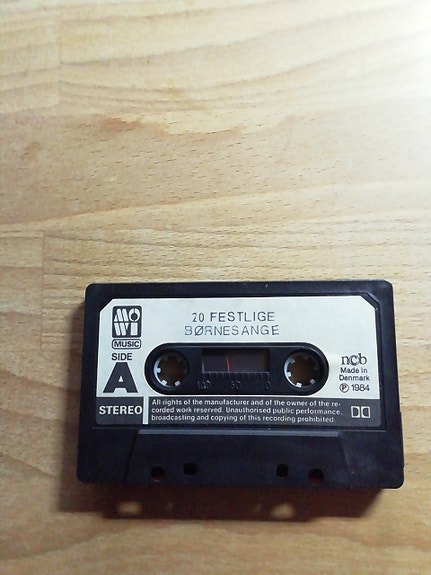 MOWI
MUSIC
20 FESTLIGE
BØRNESANGE
SIDE
A
STEREO
100 50 0
ncb
Made in
Denmark
℗ 1984
All rights of the manufacturer and of the owner of the re-
corded work reserved. Unauthorised public performance,
broadcasting and copying of this recording prohibited.